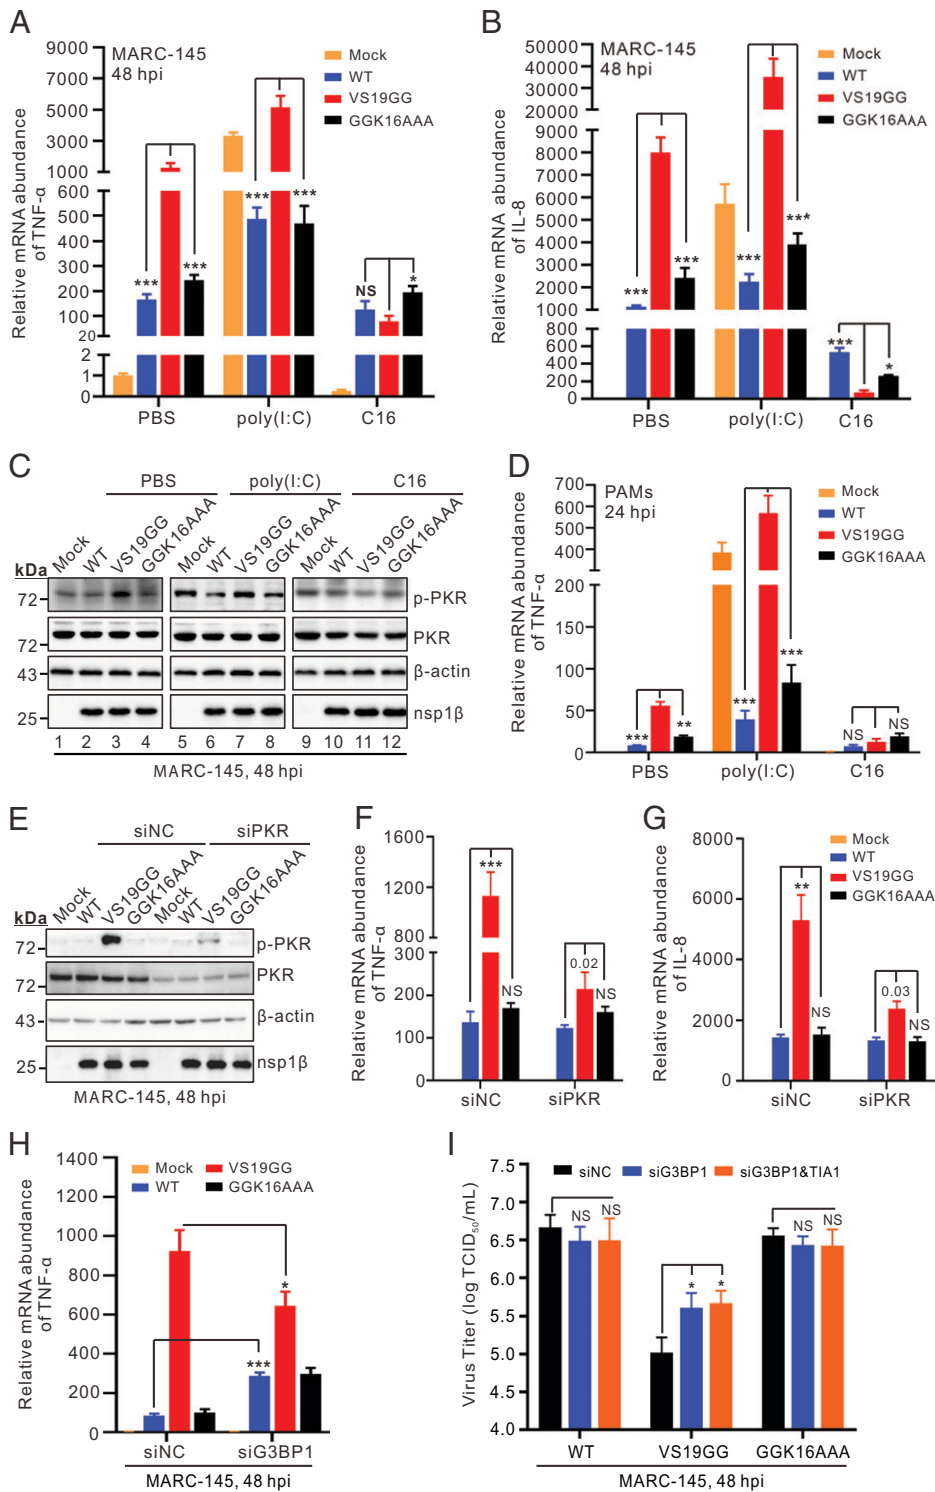 A
Relative mRNA abundance
of TNF-α
9000
7000
5000
3000
1000
600
500
400
300
200
100
20
2
1
0
MARC-145
48 hpi
Mock
WT
VS19GG
GGK16AAA
***
***
***
***
NS
*
PBS
poly(I:C)
C16
B
Relative mRNA abundance
of IL-8
50000
40000
30000
20000
10000
9000
8000
7000
6000
5000
4000
3000
2000
1000
800
600
400
200
0
MARC-145
48 hpi
Mock
WT
VS19GG
GGK16AAA
***
***
***
***
***
*
PBS
poly(I:C)
C16
C
PBS
poly(I:C)
C16
Mock
WT
VS19GG
GGK16AAA
Mock
WT
VS19GG
GGK16AAA
Mock
WT
VS19GG
GGK16AAA
kDa
72
p-PKR
72
PKR
43
β-actin
25
nsp1β
1 2 3 4 5 6 7 8 9 10 11 12
MARC-145, 48 hpi
D
Relative mRNA abundance
of TNF-α
700
600
500
400
200
150
100
50
0
PAMs
24 hpi
Mock
WT
VS19GG
GGK16AAA
***
**
***
***
NS
NS
PBS
poly(I:C)
C16
E
siNC
siPKR
Mock
WT
VS19GG
GGK16AAA
Mock
WT
VS19GG
GGK16AAA
kDa
72
p-PKR
72
PKR
43
β-actin
25
nsp1β
MARC-145, 48 hpi
F
Relative mRNA abundance
of TNF-α
1600
1200
800
300
200
100
0
***
NS
0.02
NS
siNC
siPKR
G
Relative mRNA abundance
of IL-8
8000
6000
4000
2000
0
Mock
WT
VS19GG
GGK16AAA
**
NS
0.03
NS
siNC
siPKR
H
Relative mRNA abundance
of TNF-α
1400
1200
1000
800
600
400
200
0
Mock
WT
VS19GG
GGK16AAA
***
*
siNC
siG3BP1
MARC-145, 48 hpi
I
Virus Titer (log TCID₅₀/mL)
7.5
7.0
6.5
6.0
5.5
5.0
4.5
4.0
siNC
siG3BP1
siG3BP1&TIA1
NS
NS
*
*
NS
NS
WT
VS19GG
GGK16AAA
MARC-145, 48 hpi